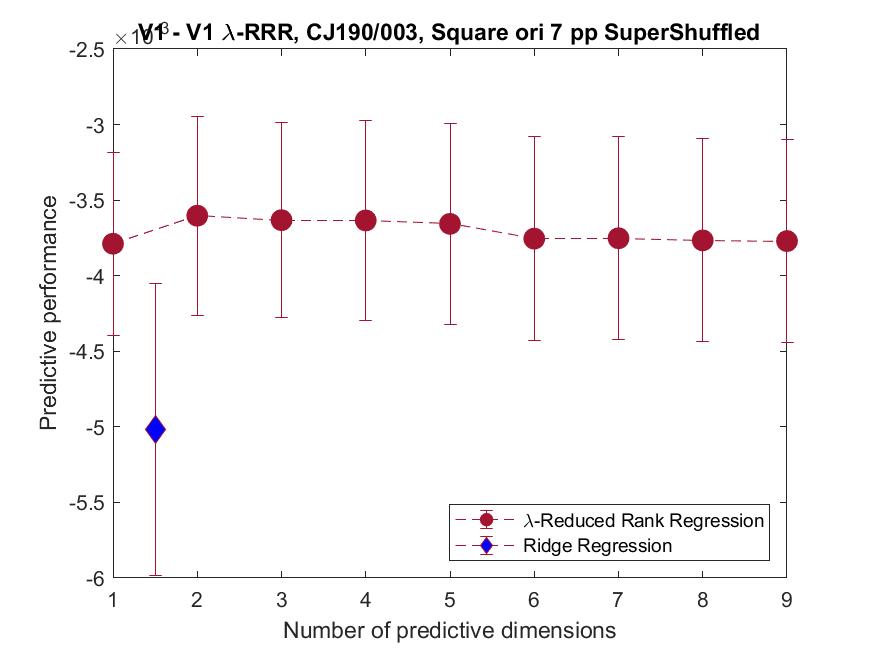 V1 - V1 λ-RRR, CJ190/003, Square ori 7 pp SuperShuffled
×10-3
-2.5
-3
-3.5
-4
-4.5
-5
-5.5
-6
Predictive performance
λ-Reduced Rank Regression
Ridge Regression
1 2 3 4 5 6 7 8 9
Number of predictive dimensions